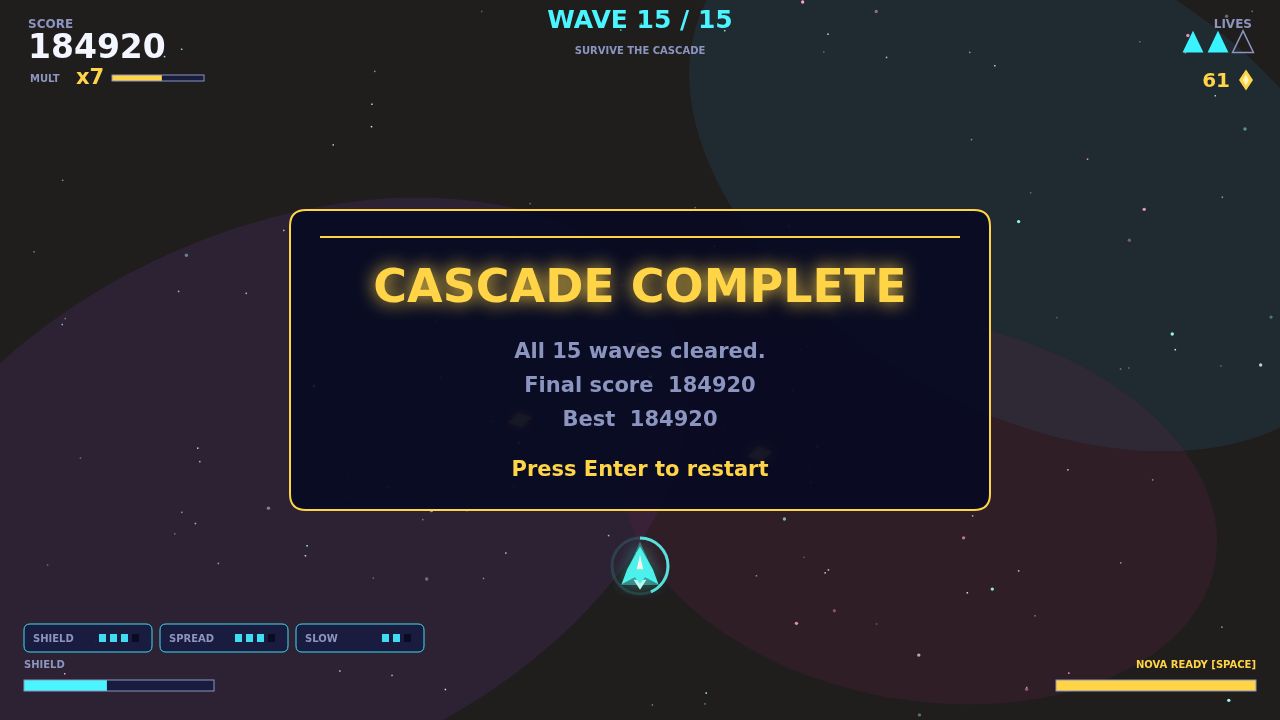 SCORE
184920
MULT x7
WAVE 15 / 15
SURVIVE THE CASCADE
LIVES
61
CASCADE COMPLETE
All 15 waves cleared.
Final score 184920
Best 184920
Press Enter to restart
SHIELD
SPREAD
SLOW
SHIELD
NOVA READY [SPACE]